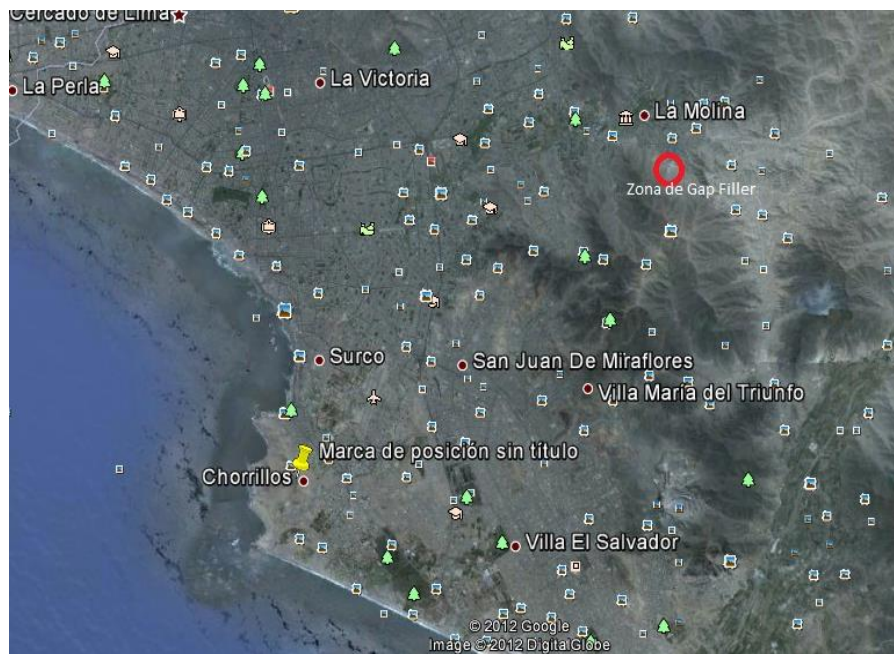 Cercado de Lima
La Perla
La Victoria
La Molina
Zona de Gap Filler
Surco
San Juan De Miraflores
Villa María del Triunfo
Marca de posición sin título
Chorrillos
Villa El Salvador
© 2012 Google
Image © 2012 DigitalGlobe